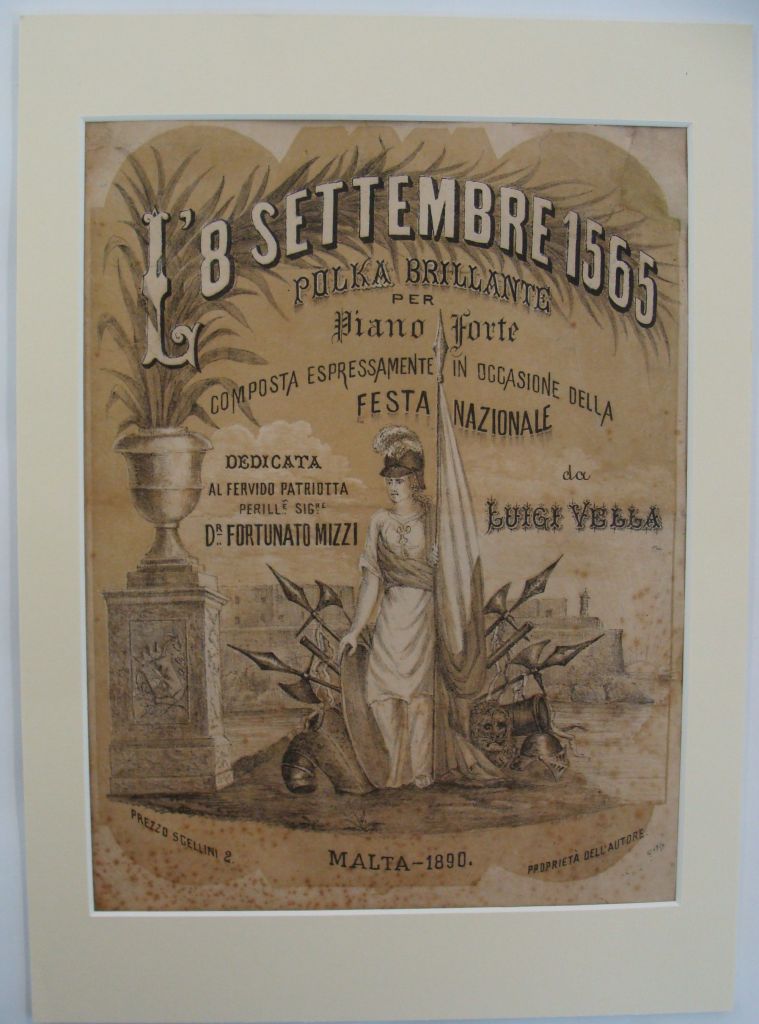 L'8 SETTEMBRE 1565
POLKA BRILLANTE
PER
Piano Forte
COMPOSTA ESPRESSAMENTE IN OCCASIONE DELLA
FESTA NAZIONALE
DEDICATA
AL FERVIDO PATRIOTTA
PERILL.E SIG.RE
DR. FORTUNATO MIZZI
da
LUIGI VELLA
PREZZO SCELLINI 2.
MALTA-1890.
PROPRIETÀ DELL'AUTORE.